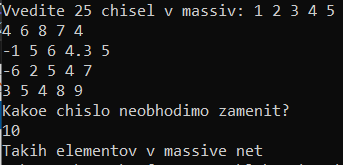 Vvedite 25 chisel v massiv: 1 2 3 4 5
4 6 8 7 4
-1 5 6 4.3 5
-6 2 5 4 7
3 5 4 8 9
Kakoe chislo neobhodimo zamenit?
10
Takih elementov v massive net